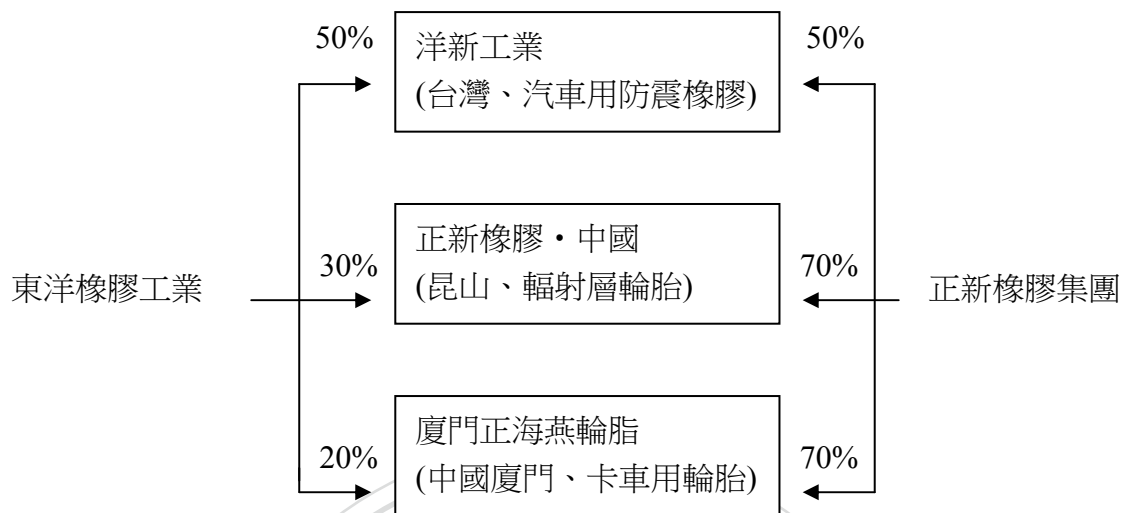 50%
洋新工業
(台灣、汽車用防震橡膠)
50%
東洋橡膠工業
30%
正新橡膠・中國
(昆山、輻射層輪胎)
70%
正新橡膠集團
20%
廈門正海燕輪脂
(中國廈門、卡車用輪胎)
70%